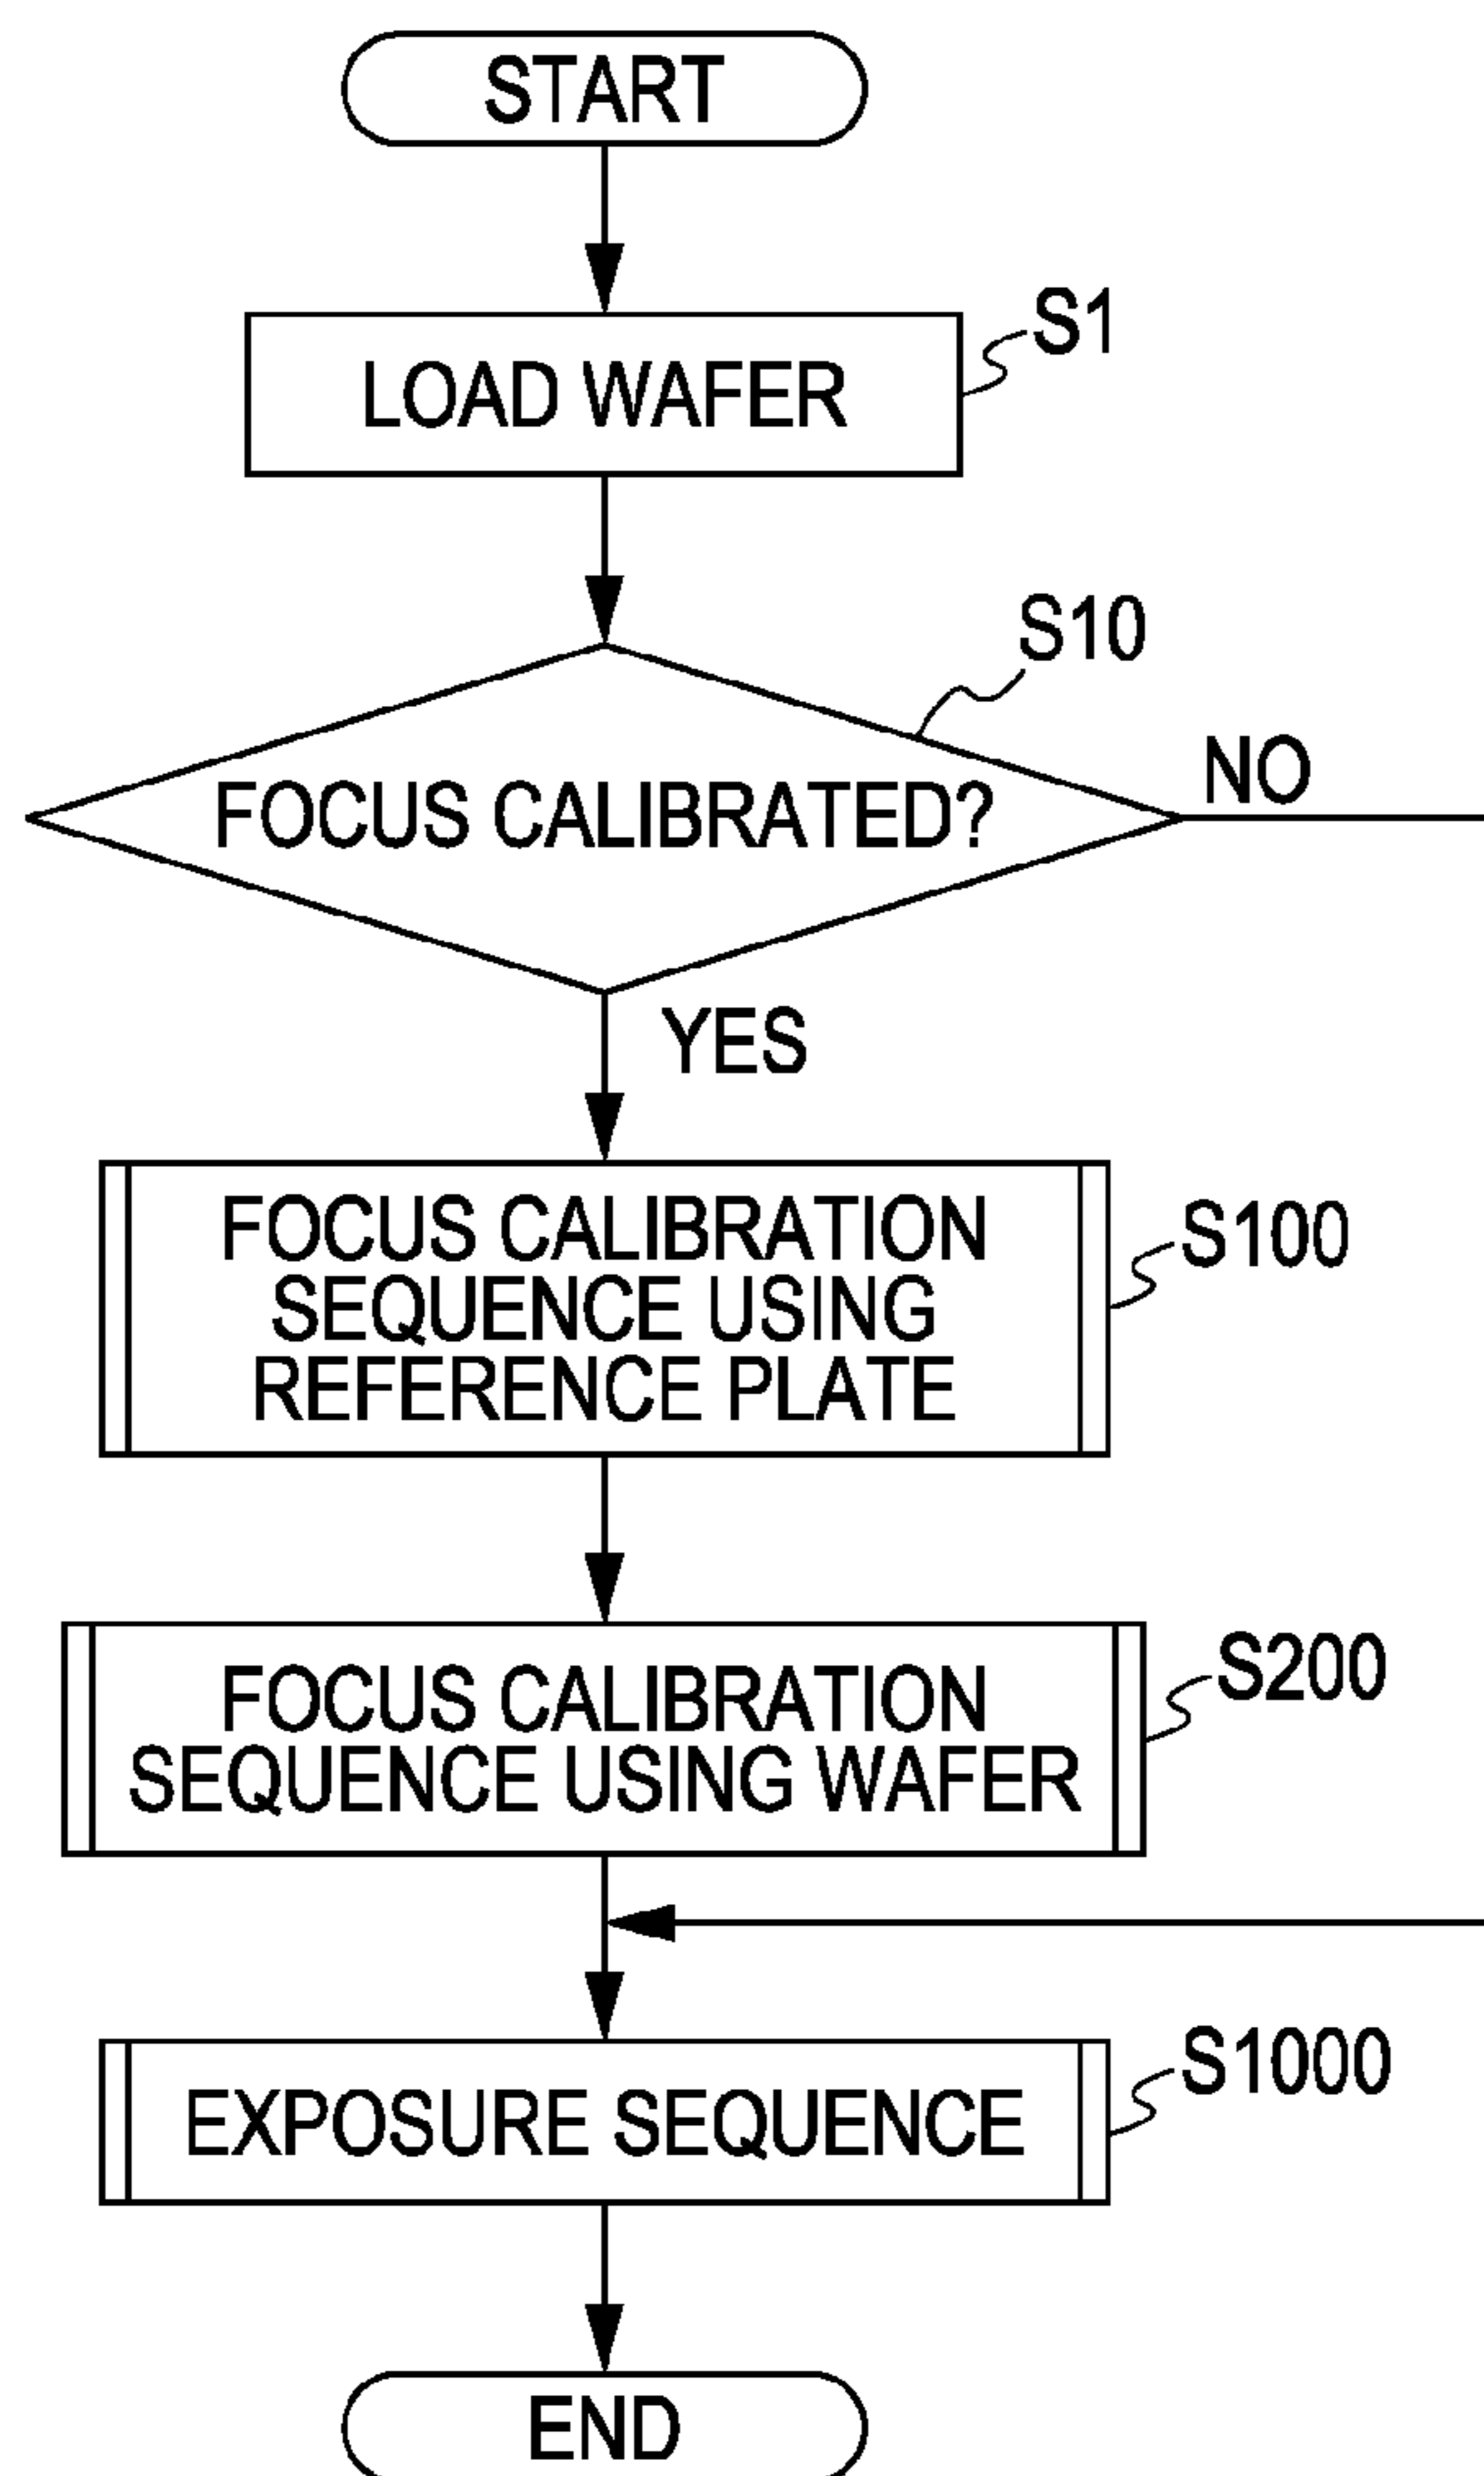 START
LOAD WAFER
S1
S10
FOCUS CALIBRATED?
NO
YES
FOCUS CALIBRATION
SEQUENCE USING
REFERENCE PLATE
S100
FOCUS CALIBRATION
SEQUENCE USING WAFER
S200
EXPOSURE SEQUENCE
S1000
END